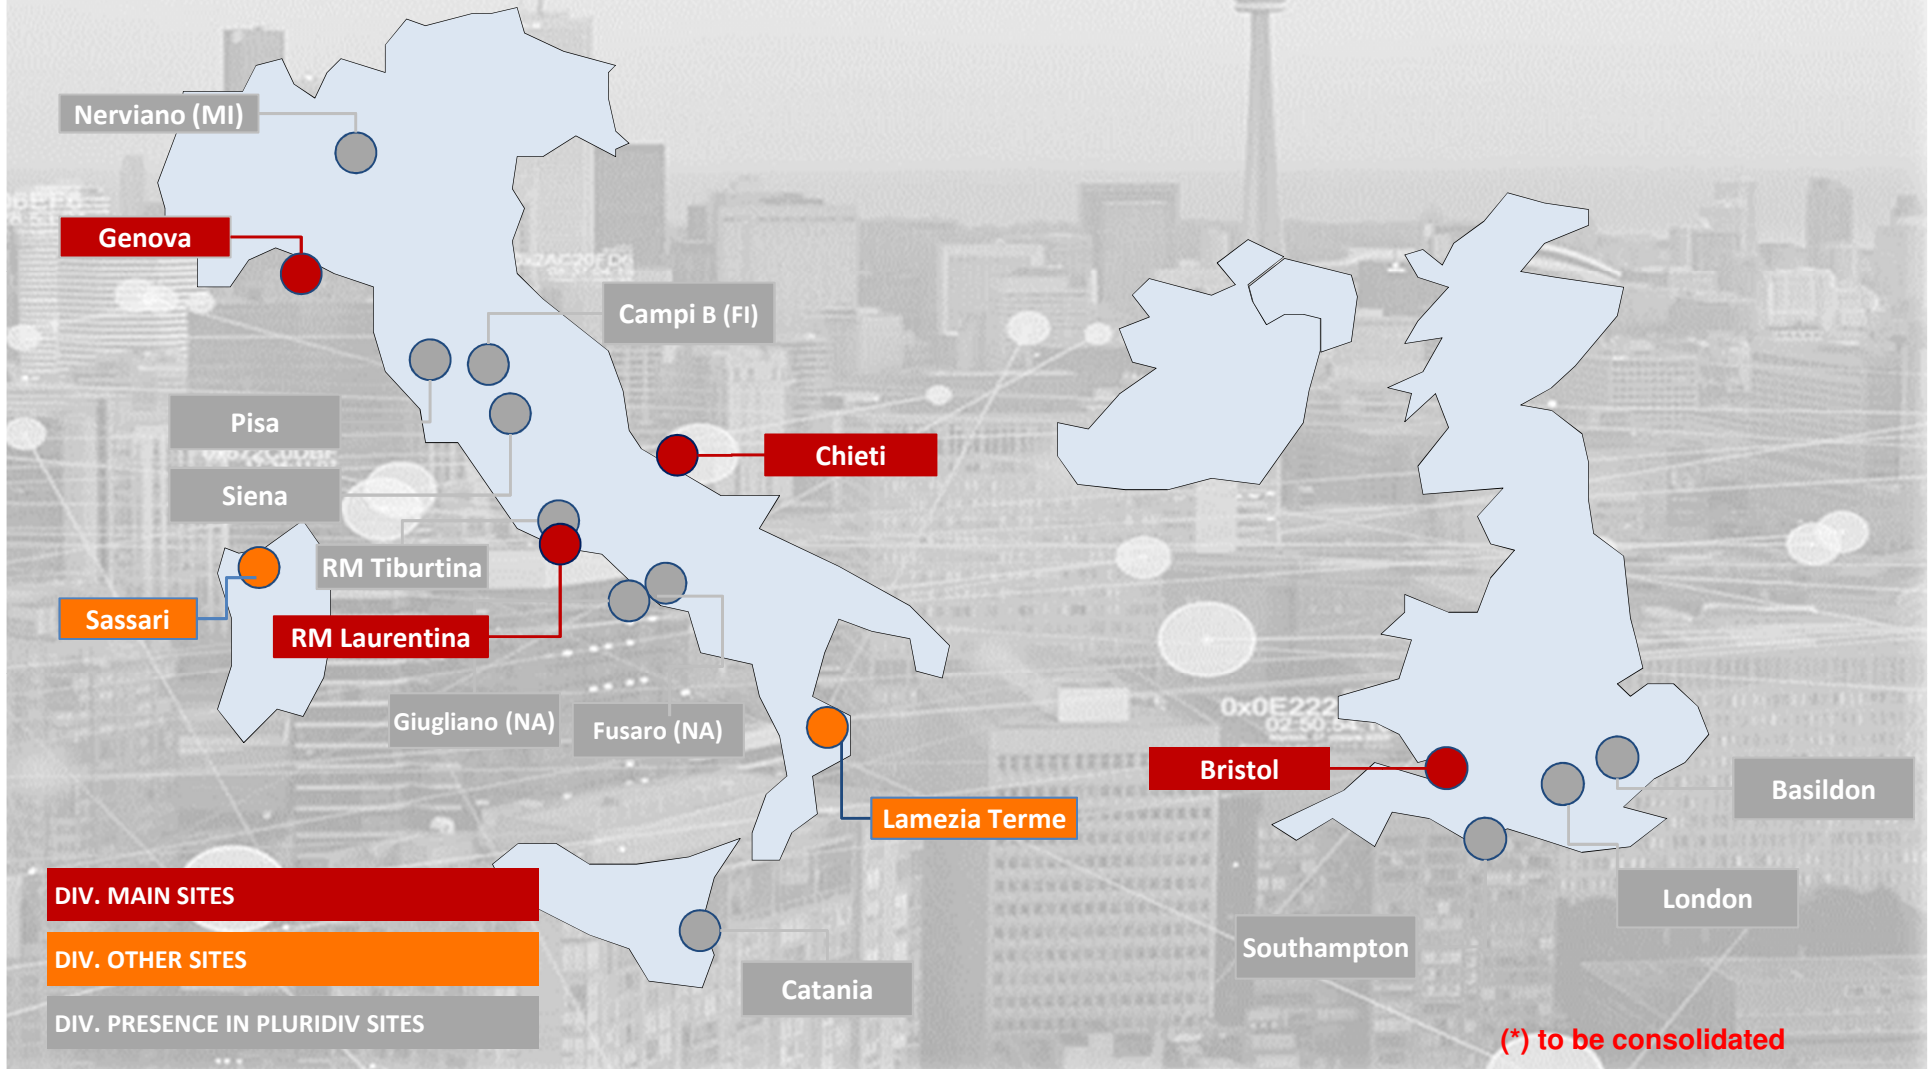 Nerviano (MI)
Genova
Campi B (FI)
Pisa
Chieti
Siena
RM Tiburtina
Sassari
RM Laurentina
Giugliano (NA)
Fusaro (NA)
0x0E222
Bristol
Basildon
Lamezia Terme
London
Southampton
Catania
DIV. MAIN SITES
DIV. OTHER SITES
DIV. PRESENCE IN PLURIDIV SITES
(*) to be consolidated